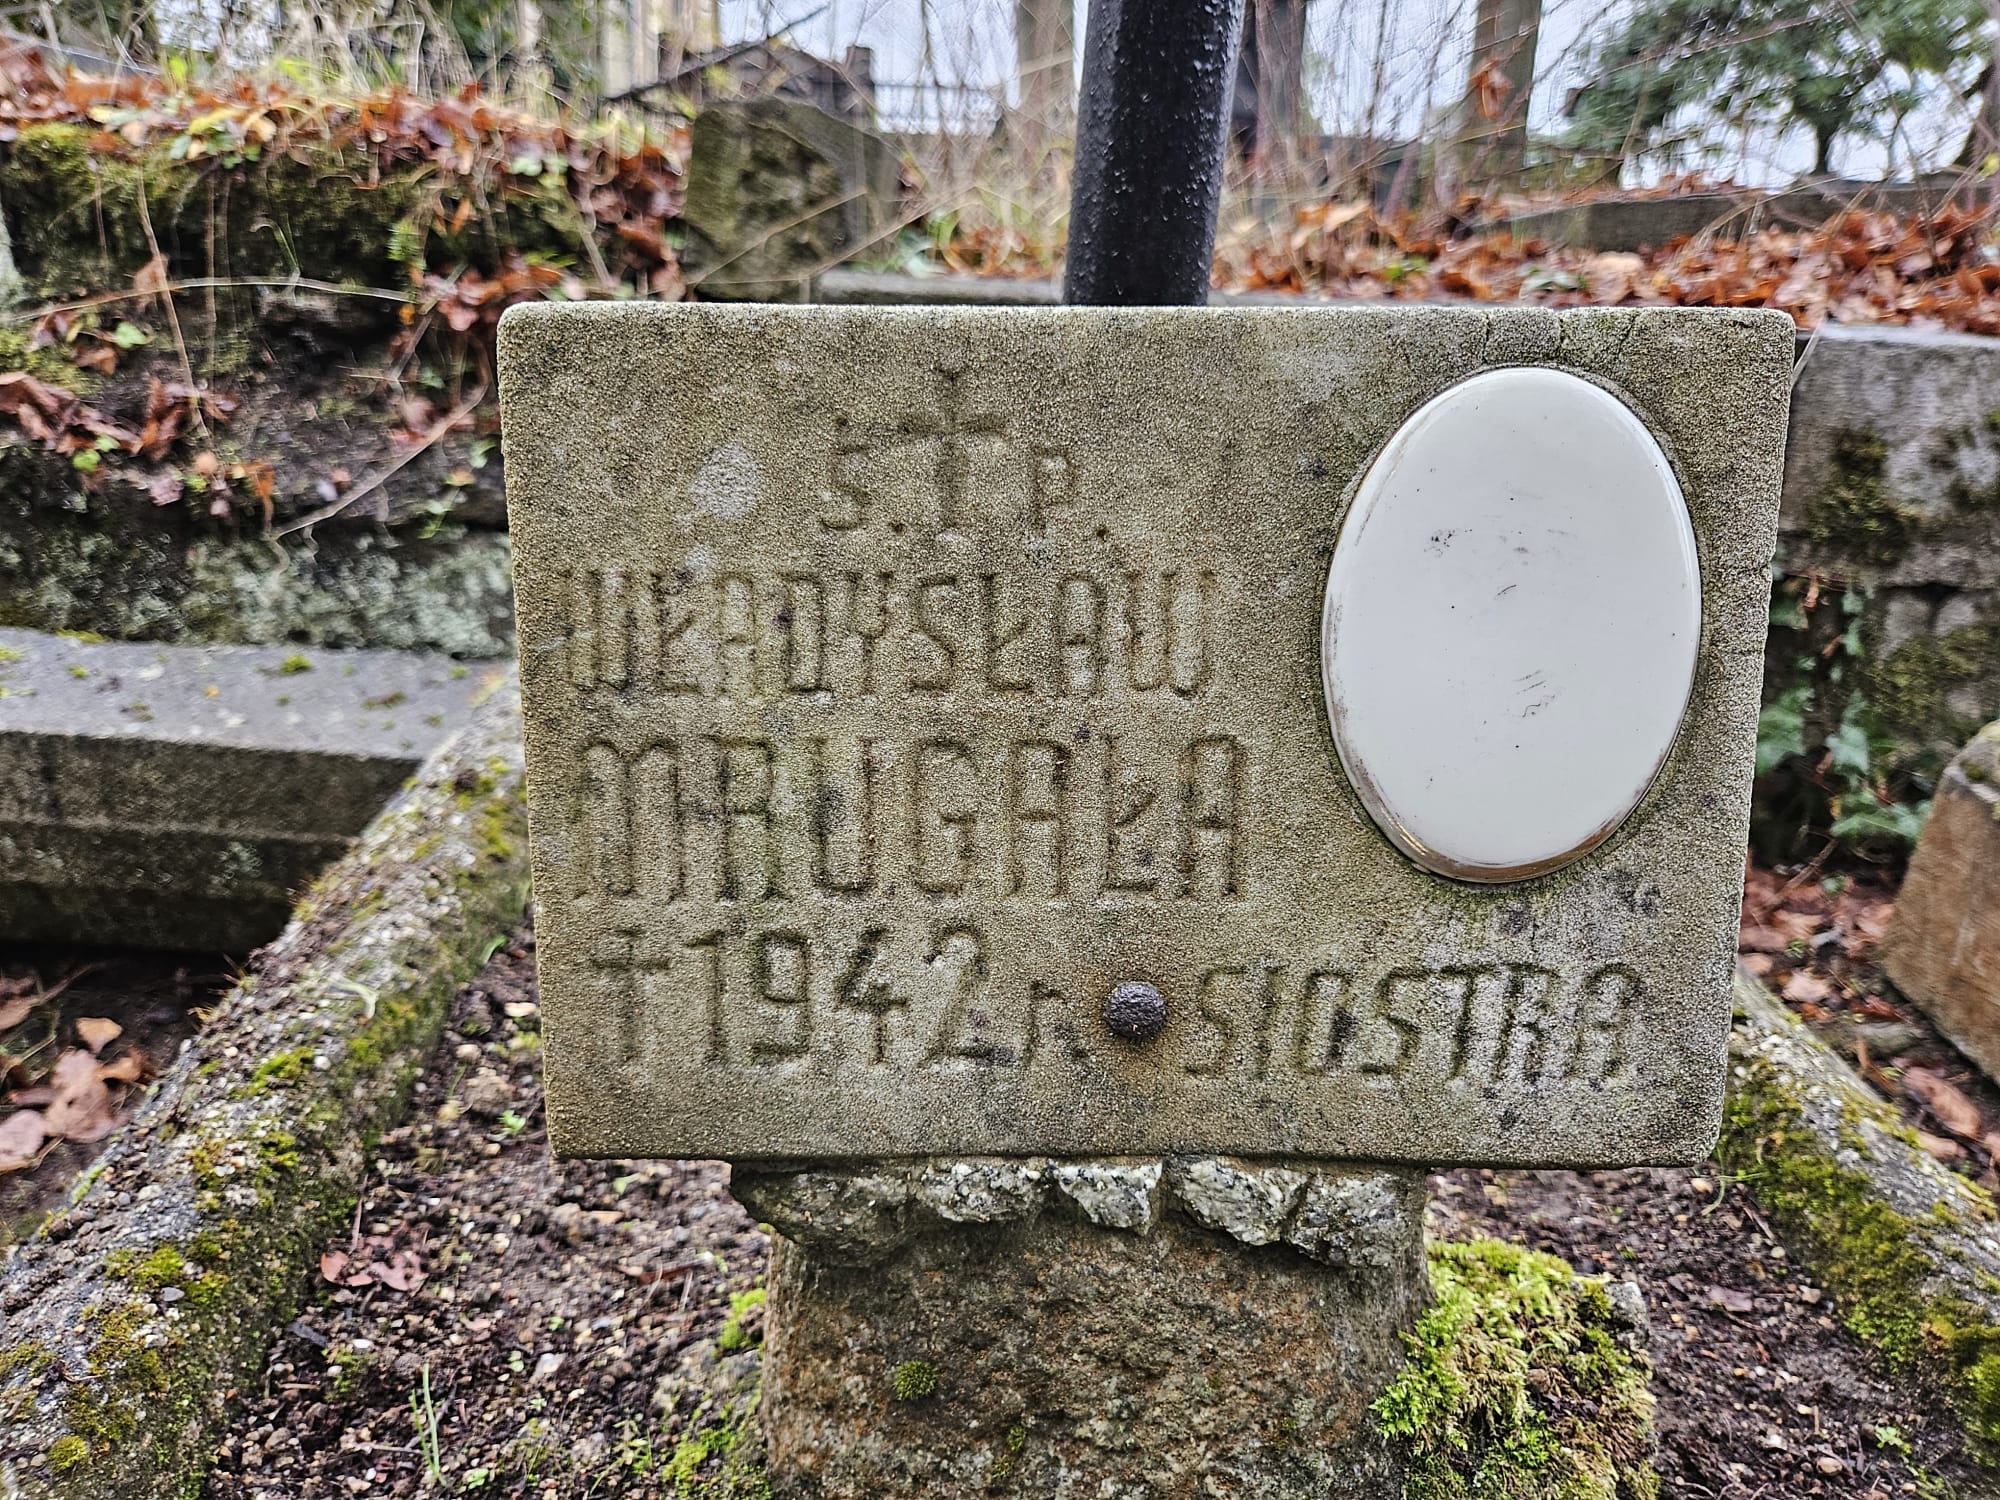 Ś. † P.
WŁADYSŁAW
MRUGAŁA
† 1942 r. SIOSTRA